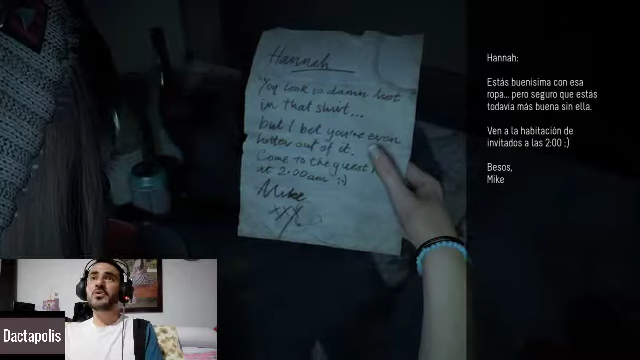 Hannah
You look so damn hot
in that shirt...
but I bet you're even
hotter out of it.
Come to the guest
at 2.00am ;)
Mike
xxx
Hannah:
Estás buenísima con esa
ropa... pero seguro que estás
todavía más buena sin ella.
Ven a la habitación de
invitados a las 2:00 ;)
Besos,
Mike
Dactapolis